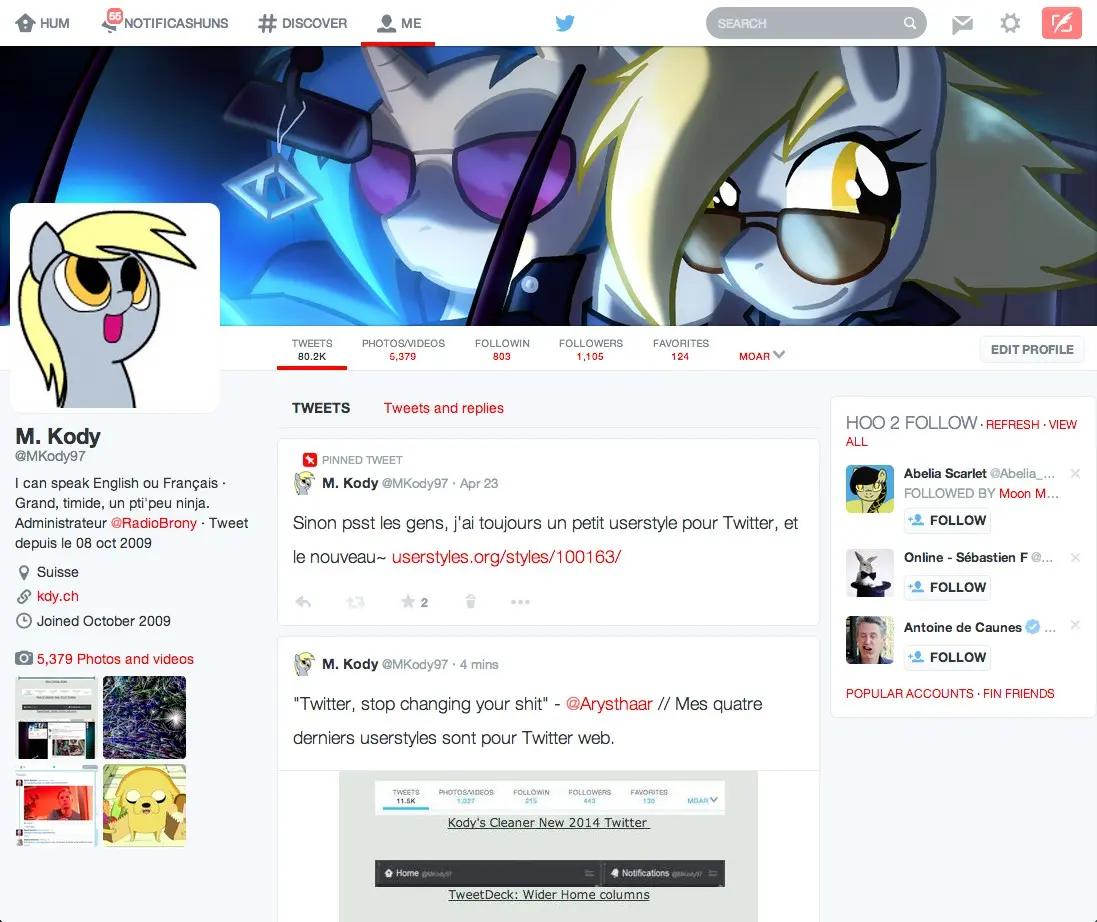 HUM
55
NOTIFICASHUNS
DISCOVER
ME
SEARCH
TWEETS
80.2K
PHOTOS/VIDEOS
5,379
FOLLOWIN
803
FOLLOWERS
1,105
FAVORITES
124
MOAR
EDIT PROFILE
M. Kody
@MKody97
I can speak English ou Français ·
Grand, timide, un pti'peu ninja.
Administrateur @RadioBrony · Tweet
depuis le 08 oct 2009
Suisse
kdy.ch
Joined October 2009
5,379 Photos and videos
TWEETS
Tweets and replies
PINNED TWEET
M. Kody @MKody97 · Apr 23
Sinon psst les gens, j'ai toujours un petit userstyle pour Twitter, et
le nouveau~ userstyles.org/styles/100163/
2
M. Kody @MKody97 · 4 mins
"Twitter, stop changing your shit" - @Arysthaar // Mes quatre
derniers userstyles sont pour Twitter web.
TWEETS
11.5K
PHOTOS/VIDEOS
1,027
FOLLOWIN
215
FOLLOWERS
443
FAVORITES
130
MOAR
Kody's Cleaner New 2014 Twitter
Home @MKody97
Notifications @MKody97
TweetDeck: Wider Home columns
HOO 2 FOLLOW · REFRESH · VIEW
ALL
Abelia Scarlet @Abelia_...
FOLLOWED BY Moon M...
FOLLOW
Online - Sébastien F @...
FOLLOW
Antoine de Caunes ...
FOLLOW
POPULAR ACCOUNTS · FIN FRIENDS